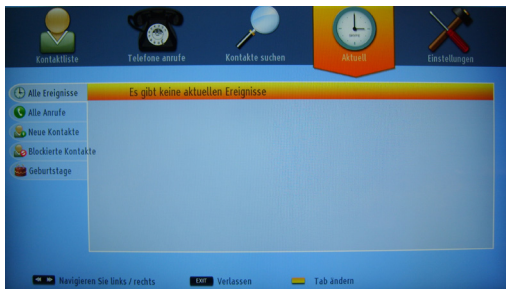 Kontaktliste
Telefone anrufe
Kontakte suchen
Aktuell
Einstellungen
Alle Ereignisse
Es gibt keine aktuellen Ereignisse
Alle Anrufe
Neue Kontakte
Blockierte Kontakte
Geburtstage
Navigieren Sie links / rechts
EXIT Verlassen
Tab ändern